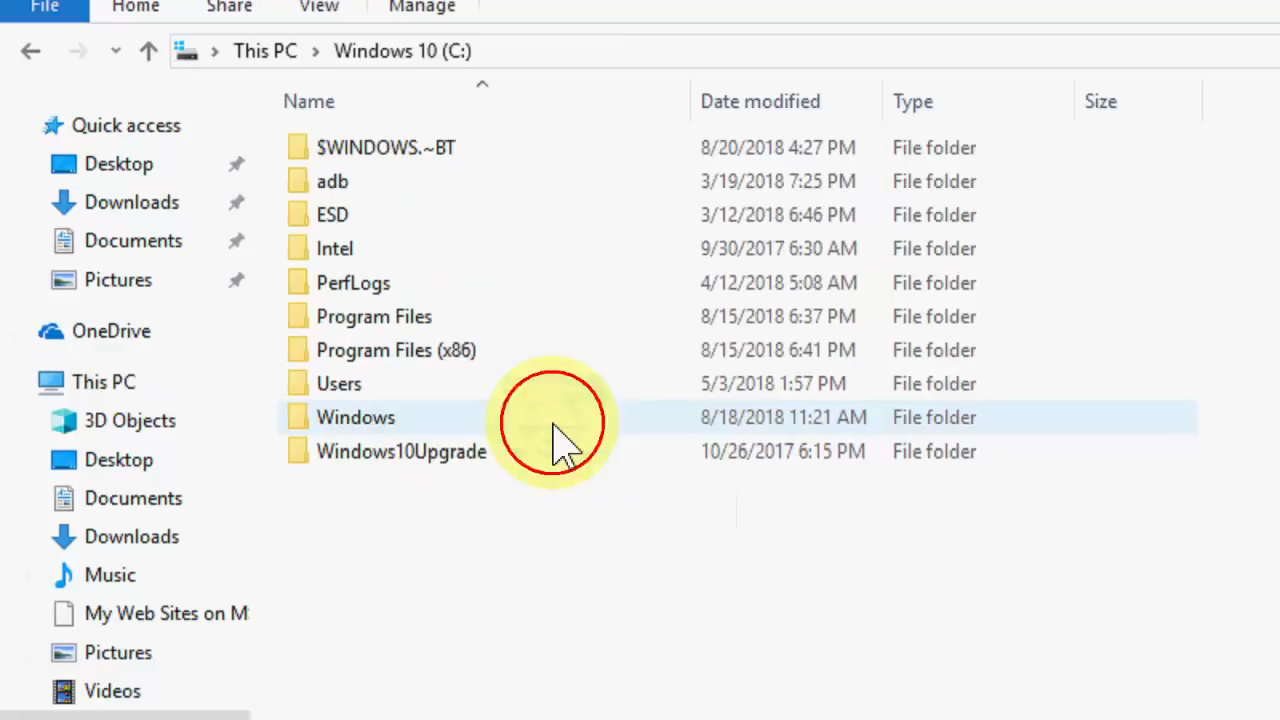 File Home Share View Manage
This PC > Windows 10 (C:)
Name Date modified Type Size
Quick access
Desktop
Downloads
Documents
Pictures
OneDrive
This PC
3D Objects
Desktop
Documents
Downloads
Music
My Web Sites on M
Pictures
Videos
$WINDOWS.~BT 8/20/2018 4:27 PM File folder
adb 3/19/2018 7:25 PM File folder
ESD 3/12/2018 6:46 PM File folder
Intel 9/30/2017 6:30 AM File folder
PerfLogs 4/12/2018 5:08 AM File folder
Program Files 8/15/2018 6:37 PM File folder
Program Files (x86) 8/15/2018 6:41 PM File folder
Users 5/3/2018 1:57 PM File folder
Windows 8/18/2018 11:21 AM File folder
Windows10Upgrade 10/26/2017 6:15 PM File folder